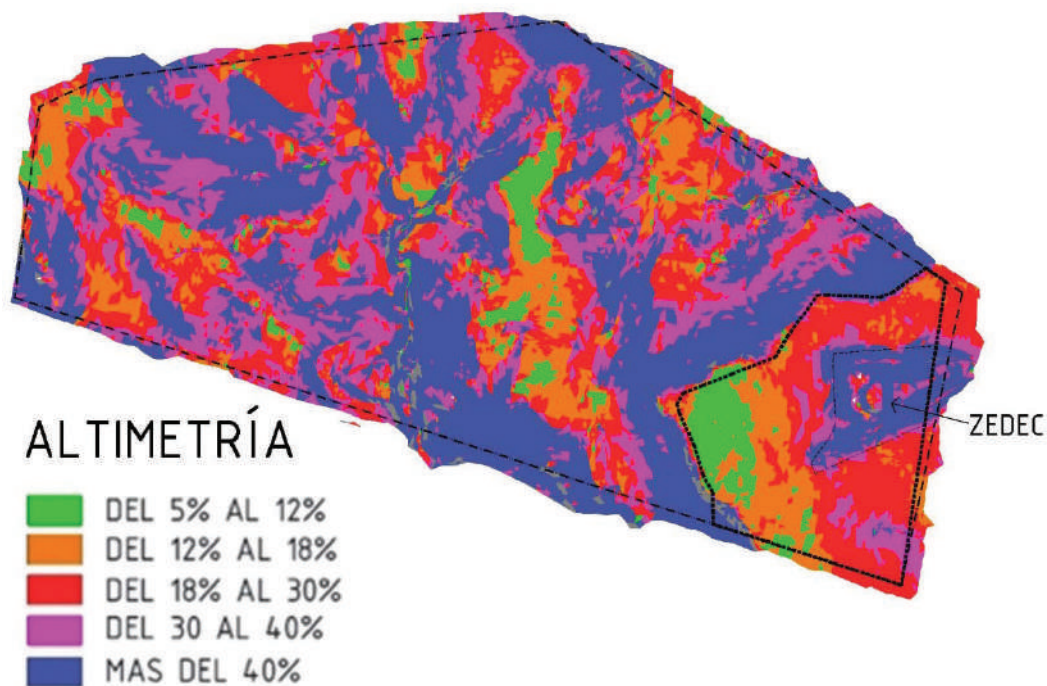 ZEDEC
ALTIMETRÍA
DEL 5% AL 12%
DEL 12% AL 18%
DEL 18% AL 30%
DEL 30 AL 40%
MAS DEL 40%